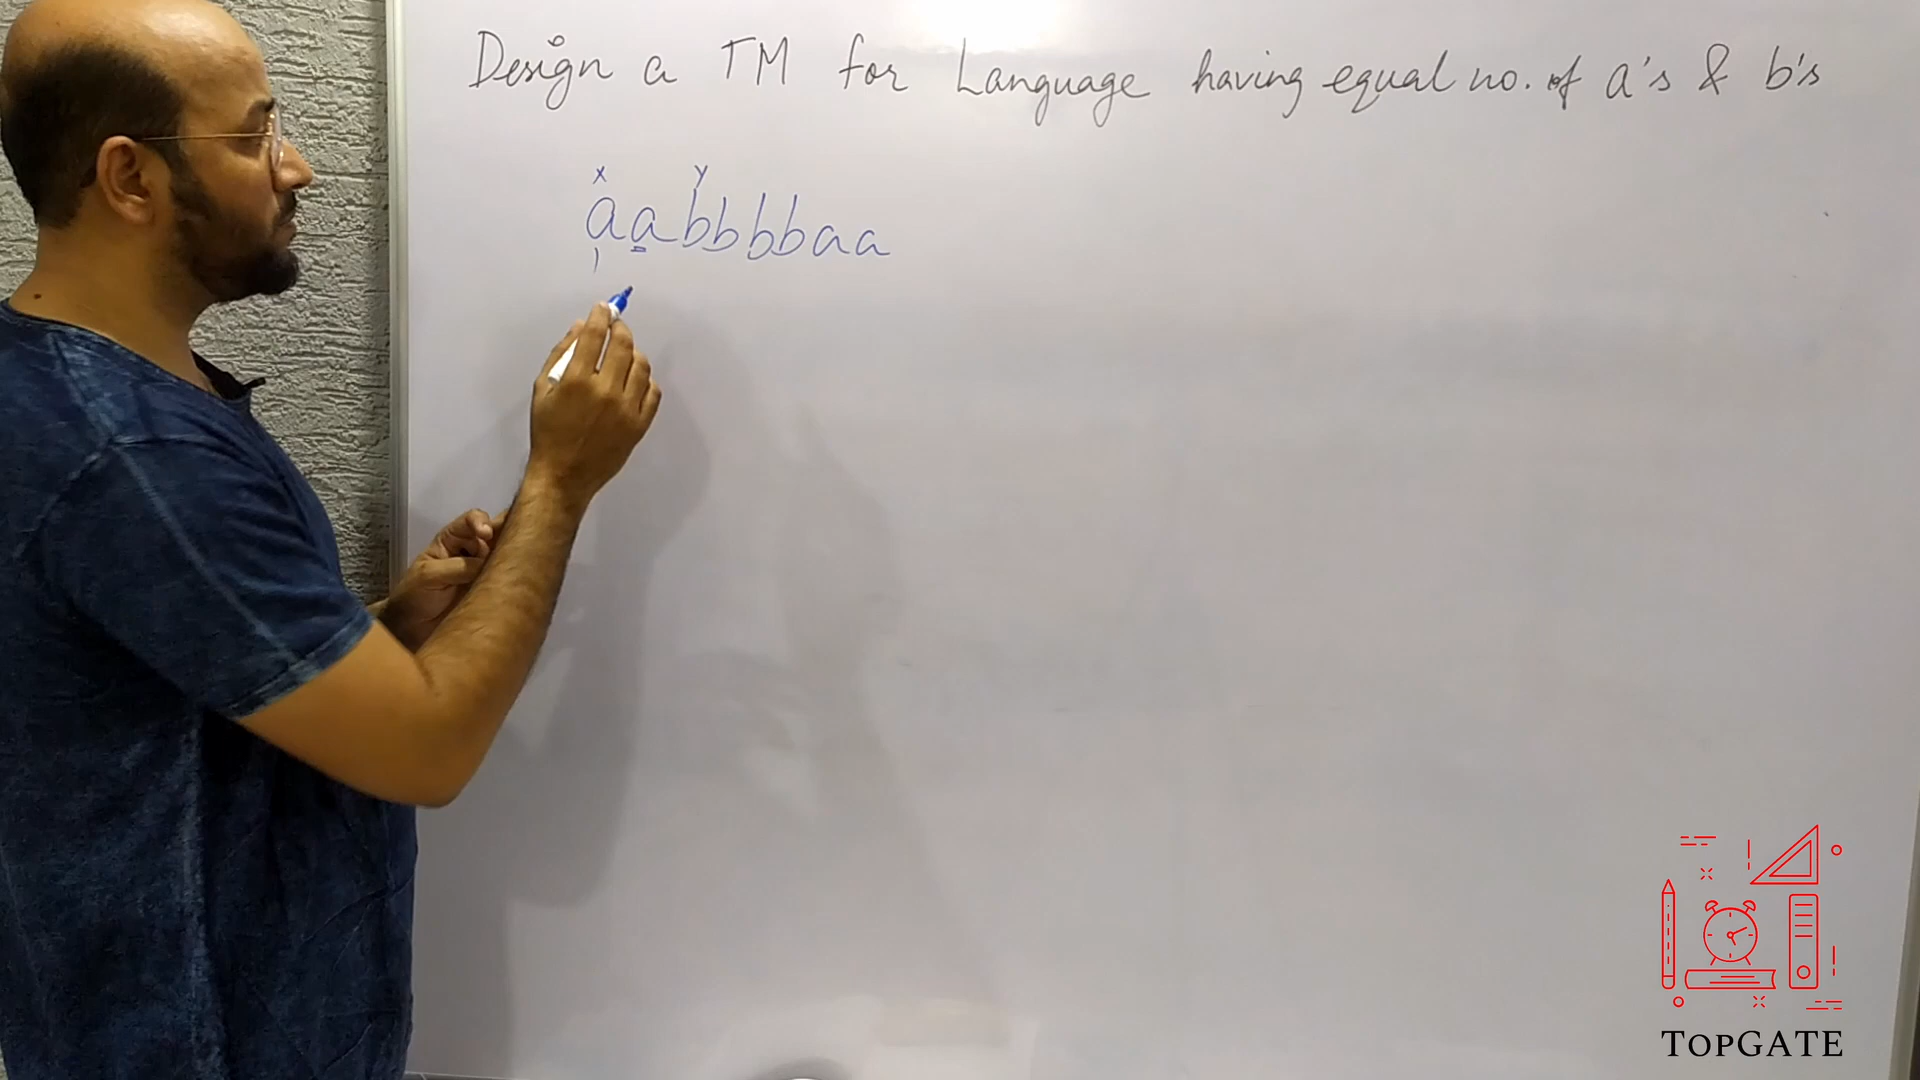 Design a TM for Language having equal no. of a's & b's
x y
aabbbbaa
TOPGATE